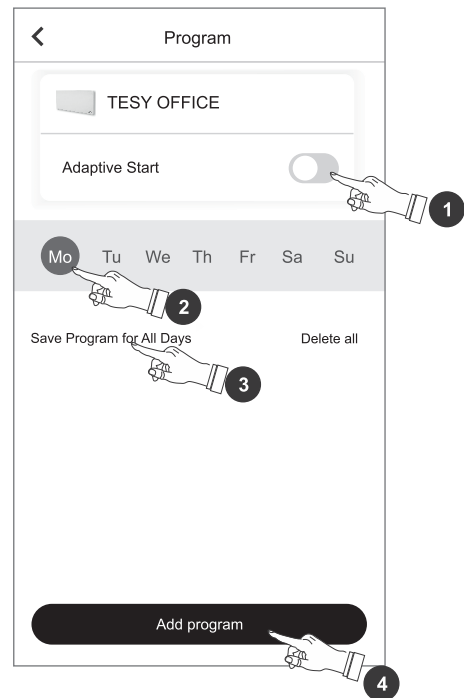 Program
TESY OFFICE
Adaptive Start
1
Mo Tu We Th Fr Sa Su
2
Save Program for All Days Delete all
3
Add program
4